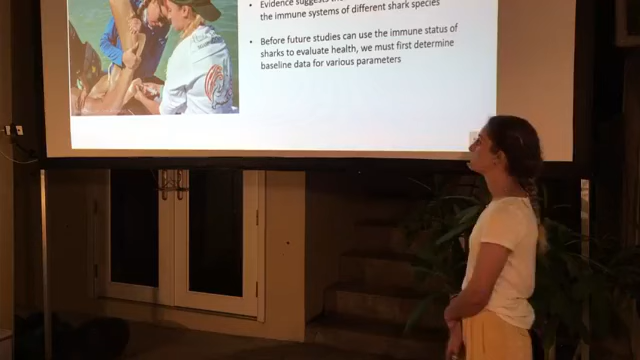 • Evidence suggests
the immune systems of different shark species
• Before future studies can use the immune status of
sharks to evaluate health, we must first determine
baseline data for various parameters